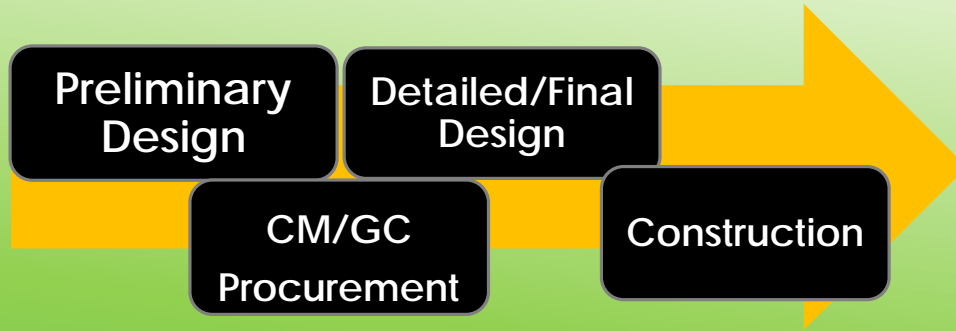 Preliminary
Design
Detailed/Final
Design
CM/GC
Procurement
Construction